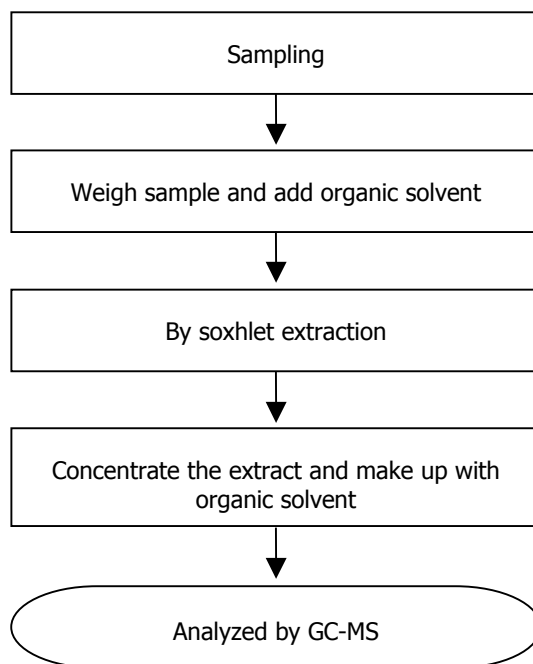 Sampling
Weigh sample and add organic solvent
By soxhlet extraction
Concentrate the extract and make up with
organic solvent
Analyzed by GC-MS